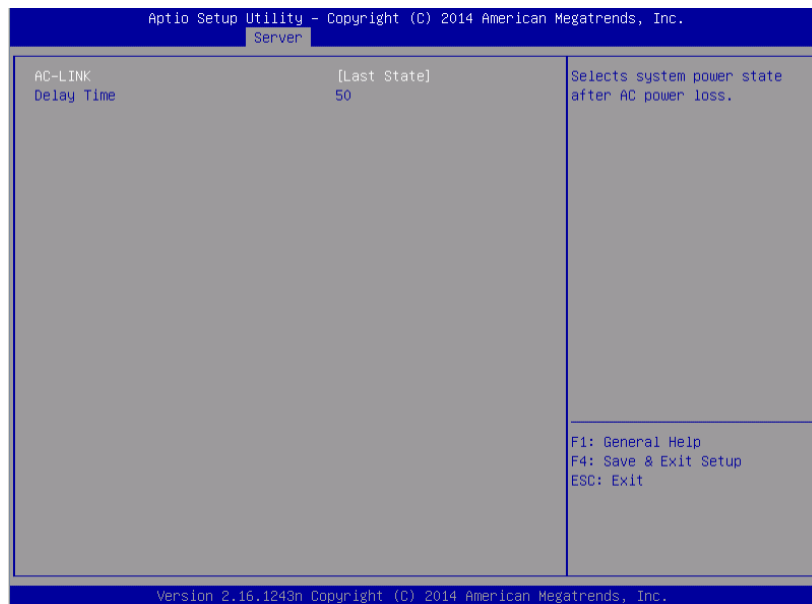 Aptio Setup Utility – Copyright (C) 2014 American Megatrends, Inc.
Server
AC-LINK [Last State]
Delay Time 50
Selects system power state
after AC power loss.
F1: General Help
F4: Save & Exit Setup
ESC: Exit
Version 2.16.1243n Copyright (C) 2014 American Megatrends, Inc.